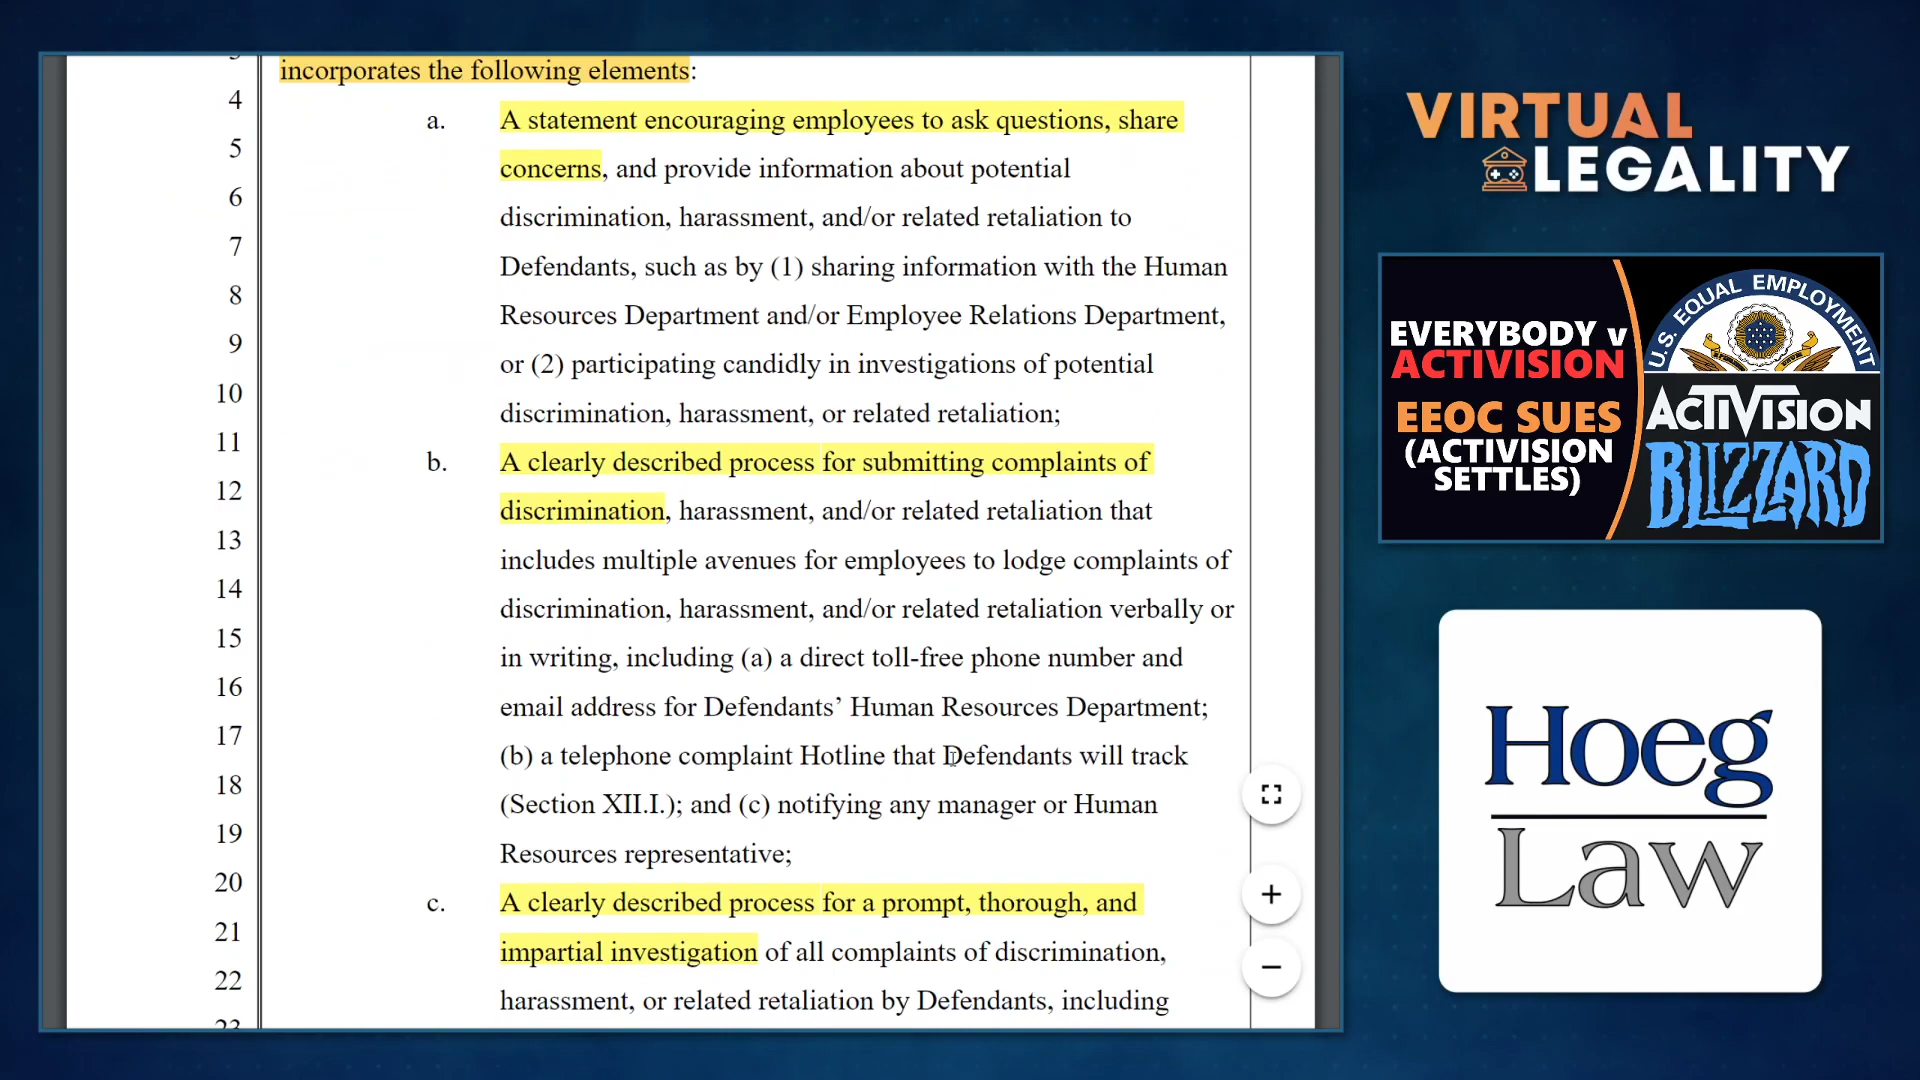 incorporates the following elements:
4
a. A statement encouraging employees to ask questions, share
5
concerns, and provide information about potential
6
discrimination, harassment, and/or related retaliation to
7
Defendants, such as by (1) sharing information with the Human
8
Resources Department and/or Employee Relations Department,
9
or (2) participating candidly in investigations of potential
10
discrimination, harassment, or related retaliation;
11
b. A clearly described process for submitting complaints of
12
discrimination, harassment, and/or related retaliation that
13
includes multiple avenues for employees to lodge complaints of
14
discrimination, harassment, and/or related retaliation verbally or
15
in writing, including (a) a direct toll-free phone number and
16
email address for Defendants’ Human Resources Department;
17
(b) a telephone complaint Hotline that Defendants will track
18
(Section XII.I.); and (c) notifying any manager or Human
19
Resources representative;
20
c. A clearly described process for a prompt, thorough, and
21
impartial investigation of all complaints of discrimination,
22
harassment, or related retaliation by Defendants, including
VIRTUAL
LEGALITY
EVERYBODY v
ACTIVISION
EEOC SUES
(ACTIVISION
SETTLES)
U.S. EQUAL EMPLOYMENT
ACTIVISION
BLIZZARD
Hoeg
Law